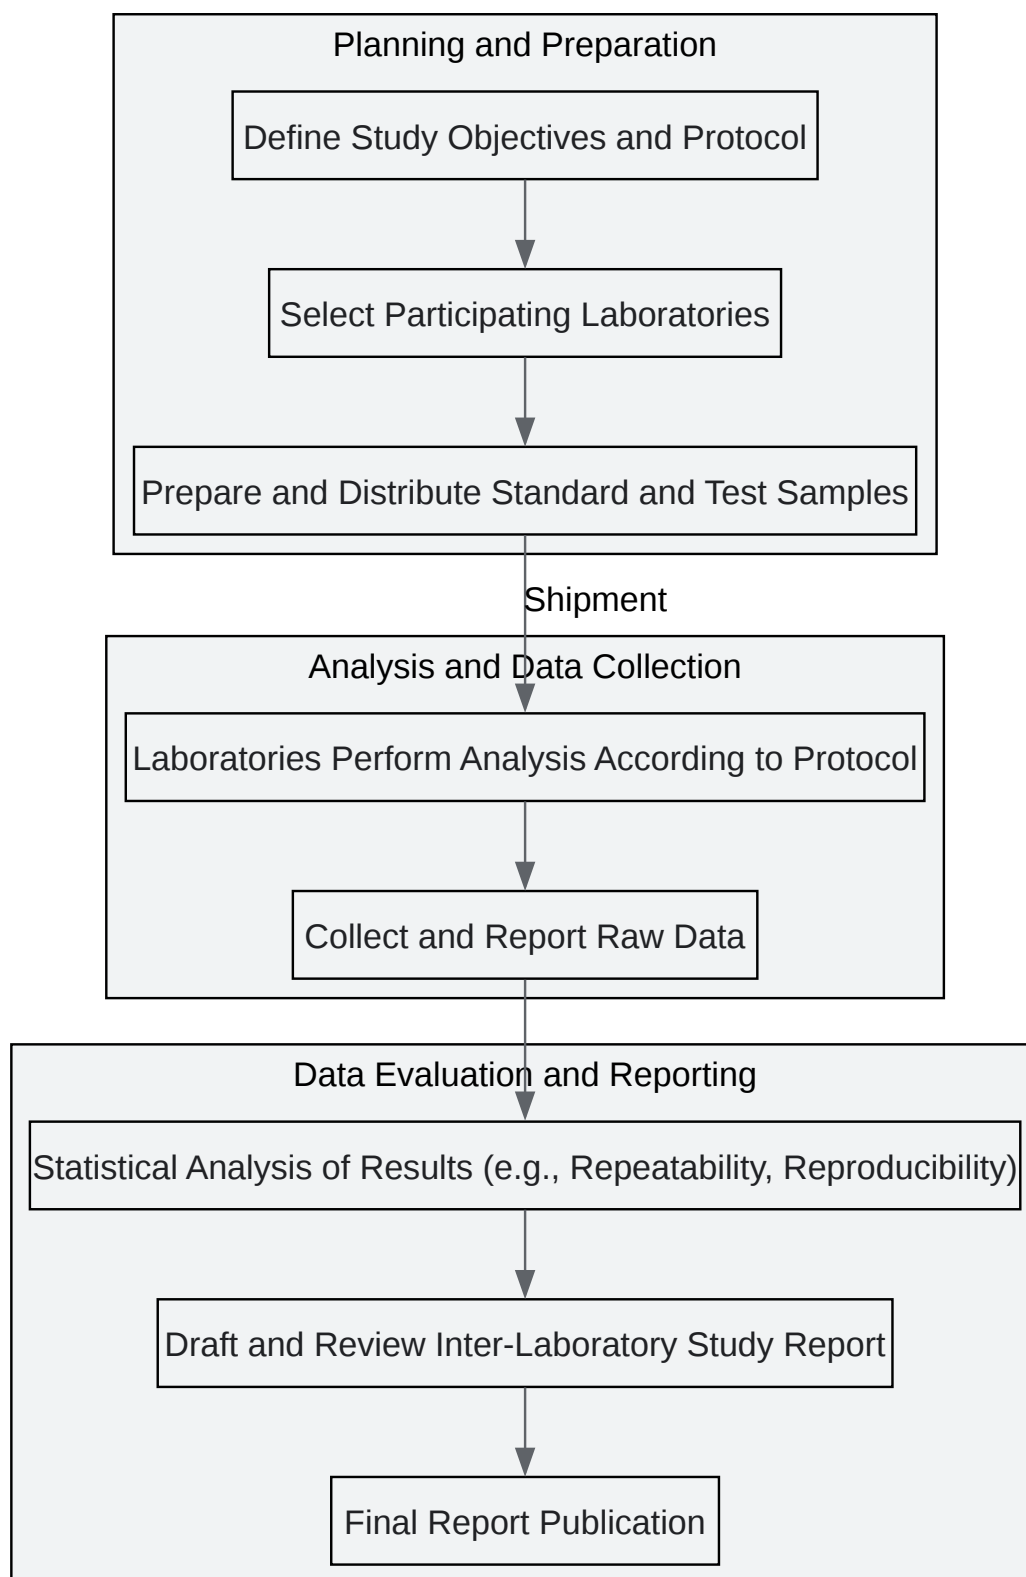 Planning and Preparation
Define Study Objectives and Protocol
Select Participating Laboratories
Prepare and Distribute Standard and Test Samples
Shipment
Analysis and Data Collection
Laboratories Perform Analysis According to Protocol
Collect and Report Raw Data
Data Evaluation and Reporting
Statistical Analysis of Results (e.g., Repeatability, Reproducibility)
Draft and Review Inter-Laboratory Study Report
Final Report Publication